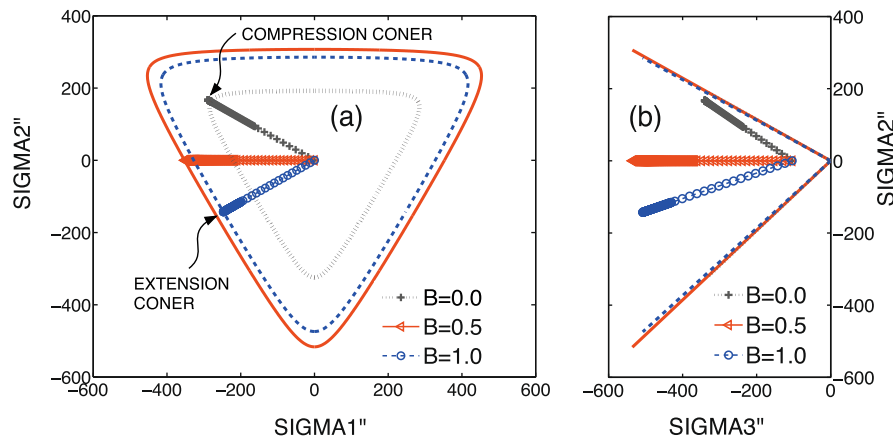 400
200
0
−200
−400
−600
−600
−400
−200
0
200
400
600
SIGMA2"
SIGMA1"
COMPRESSION CONER
(a)
EXTENSION
CONER
B=0.0
B=0.5
B=1.0
400
200
0
−200
−400
−600
−600
−400
−200
0
SIGMA2"
SIGMA3"
(b)
B=0.0
B=0.5
B=1.0